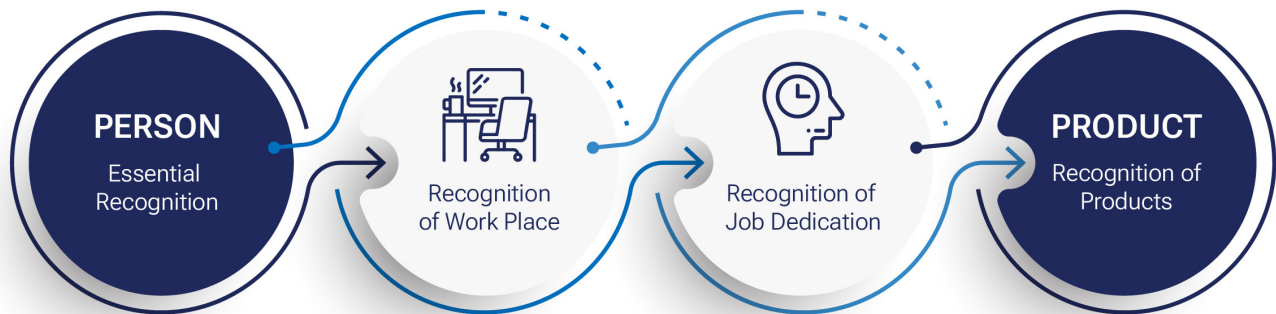 PERSON
Essential
Recognition
Recognition
of Work Place
Recognition of
Job Dedication
PRODUCT
Recognition of
Products